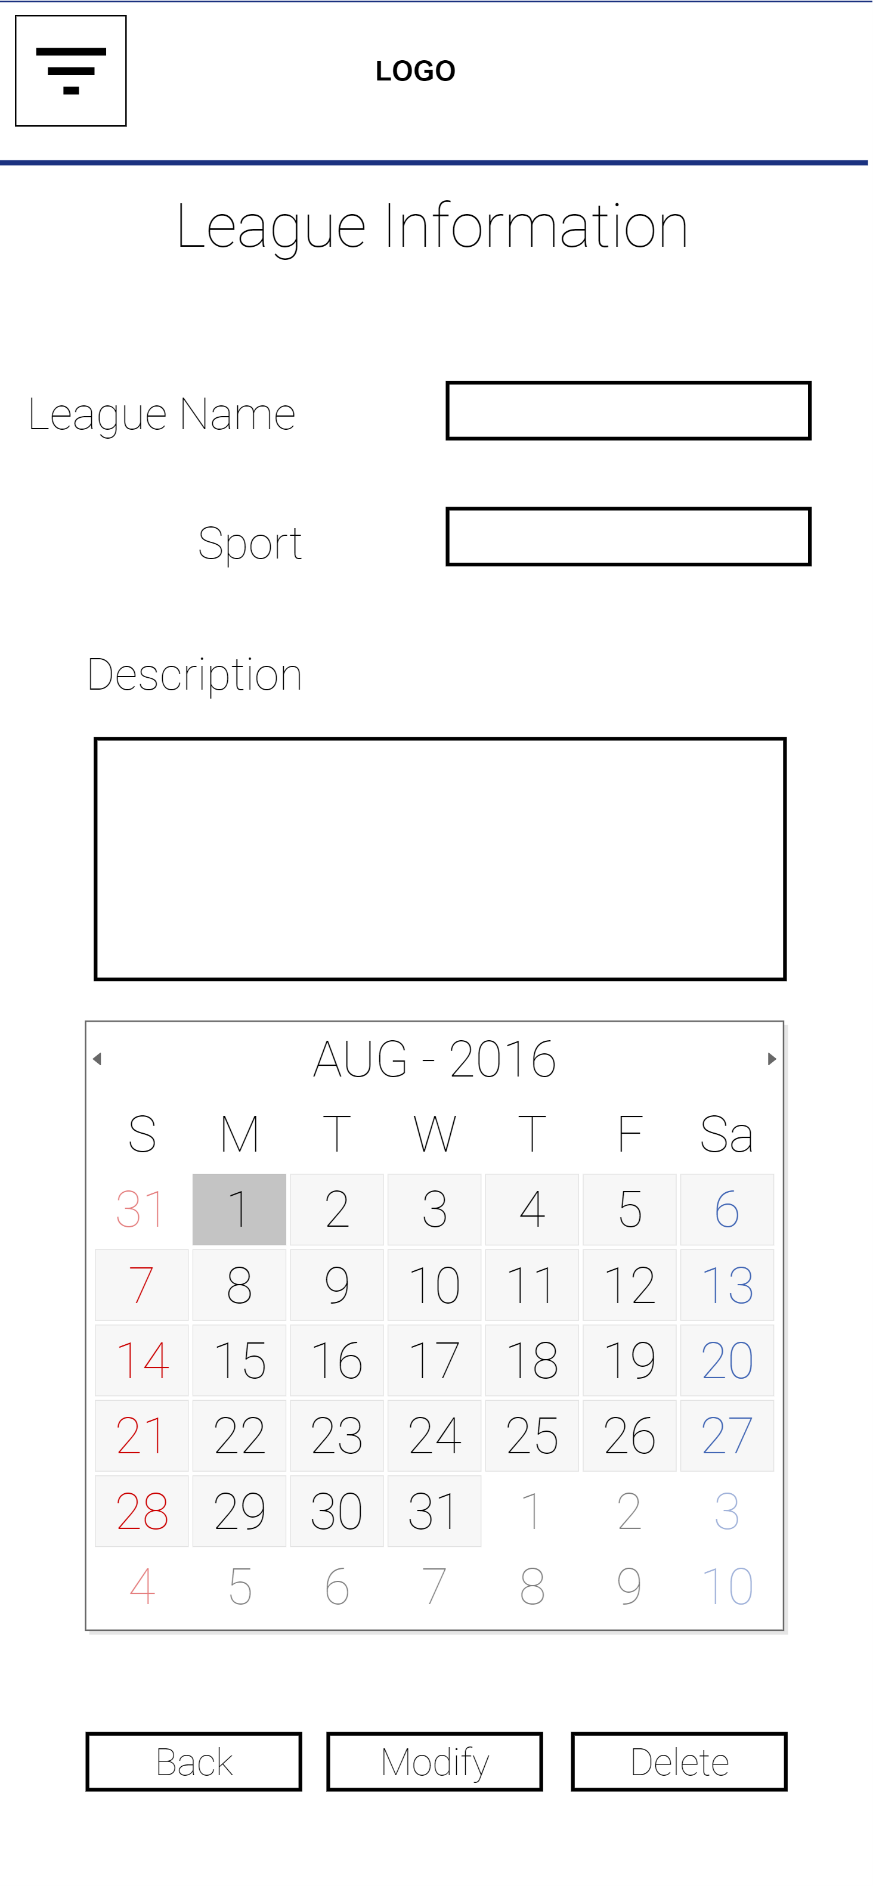 LOGO
League Information
League Name
Sport
Description
AUG - 2016
S M T W T F Sa
31 1 2 3 4 5 6
7 8 9 10 11 12 13
14 15 16 17 18 19 20
21 22 23 24 25 26 27
28 29 30 31 1 2 3
4 5 6 7 8 9 10
Back Modify Delete